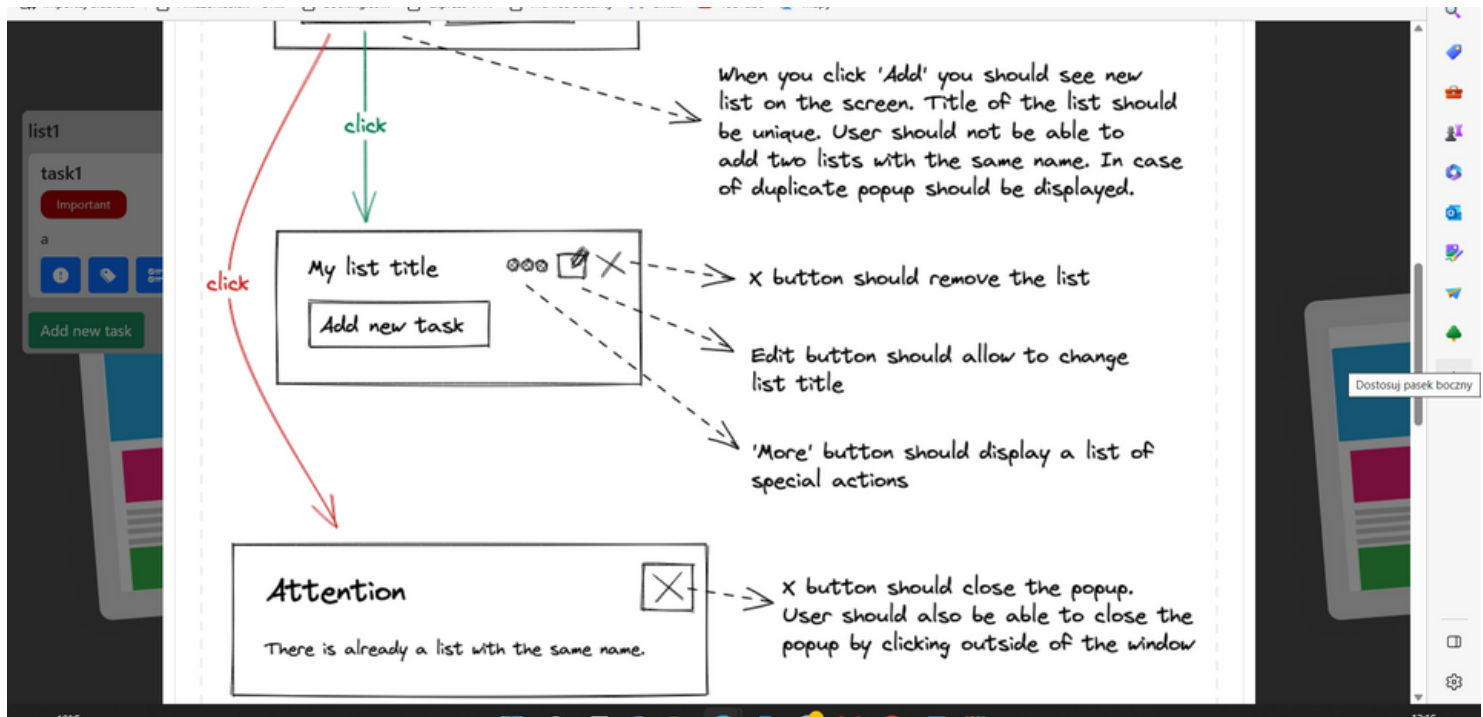 When you click 'Add' you should see new
list on the screen. Title of the list should
be unique. User should not be able to
add two lists with the same name. In case
of duplicate popup should be displayed.
click
list1
task1
Important
a
Add new task
click
My list title
Add new task
X button should remove the list
Edit button should allow to change
list title
Dostosuj pasek boczny
'More' button should display a list of
special actions
Attention
There is already a list with the same name.
X button should close the popup.
User should also be able to close the
popup by clicking outside of the window